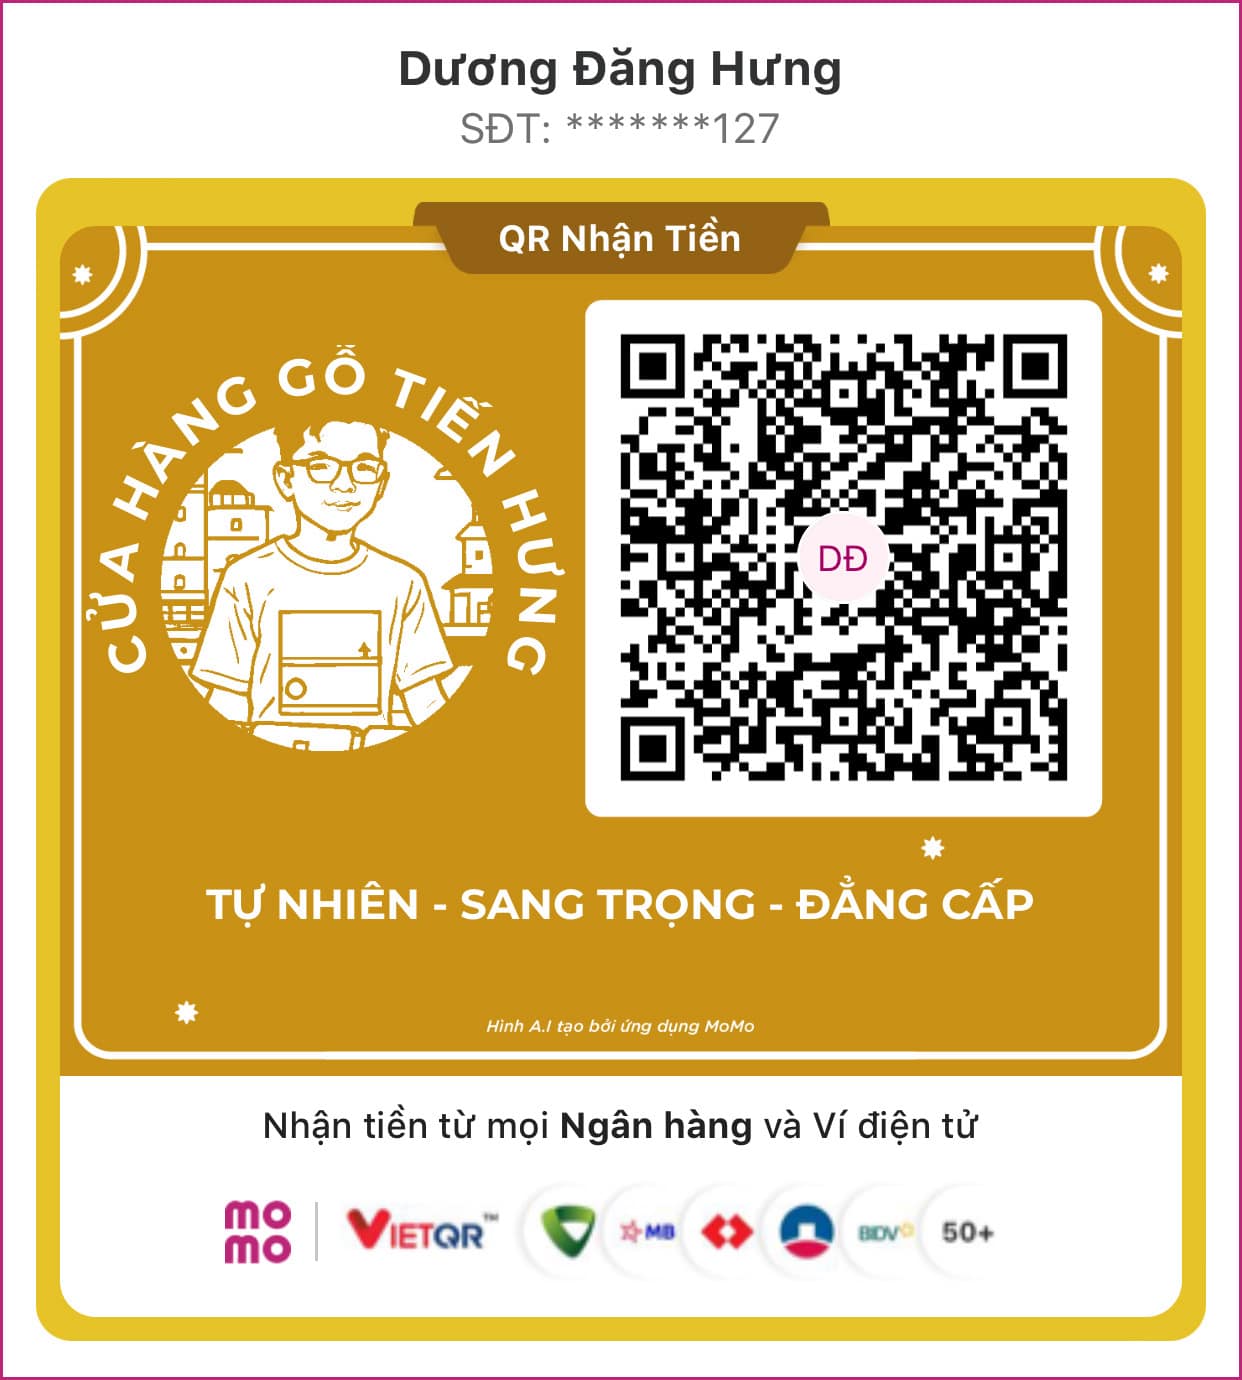 Dương Đăng Hưng
SĐT: *******127
QR Nhận Tiền
CỬA HÀNG GỖ TIẾN HƯNG
DĐ
TỰ NHIÊN - SANG TRỌNG - ĐẲNG CẤP
Hình A.I tạo bởi ứng dụng MoMo
Nhận tiền từ mọi Ngân hàng và Ví điện tử
mo mo VIETQR™ MB BIDV 50+